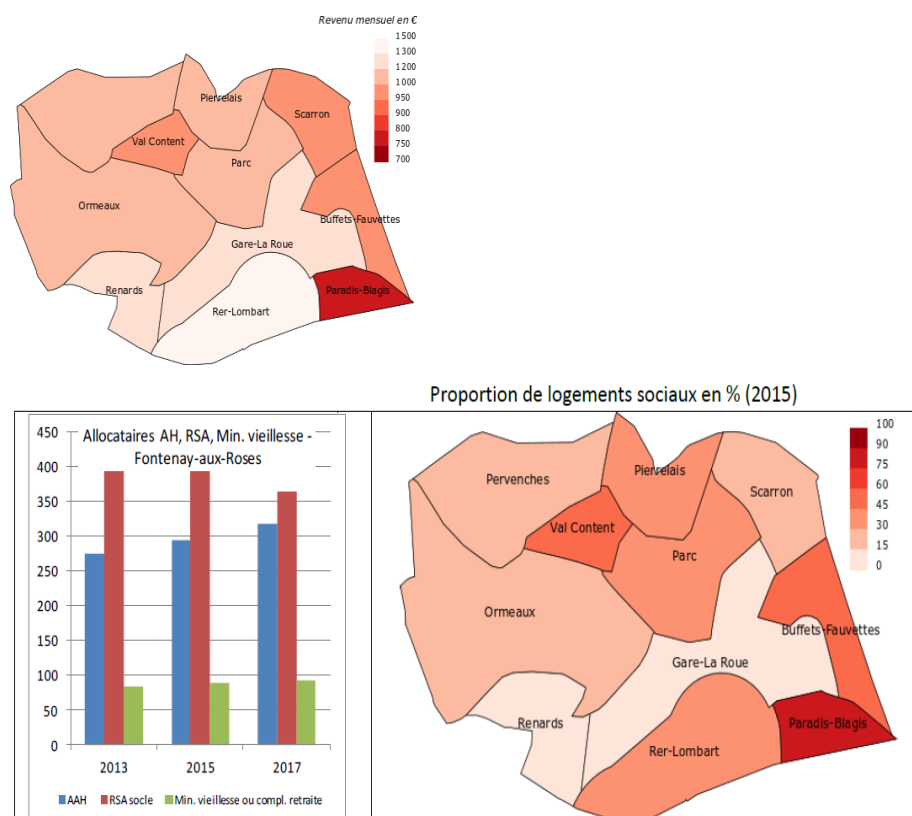 Revenu mensuel en €
1 500
1 300
1 200
1 000
950
900
800
750
700
Pierrelais
Scarron
Val Content
Parc
Ormeaux
Buffets-Fauvettes
Gare-La Roue
Renards
Paradis-Blagis
Rer-Lombart
Proportion de logements sociaux en % (2015)
Allocataires AH, RSA, Min. vieillesse -
Fontenay-aux-Roses
450
400
350
300
250
200
150
100
50
0
2013 2015 2017
AAH RSA socle Min. vieillesse ou compl. retraite
100
90
75
60
45
30
15
0
Pierrelais
Pervenches
Scarron
Val Content
Parc
Ormeaux
Buffets-Fauvettes
Gare-La Roue
Renards
Paradis-Blagis
Rer-Lombart